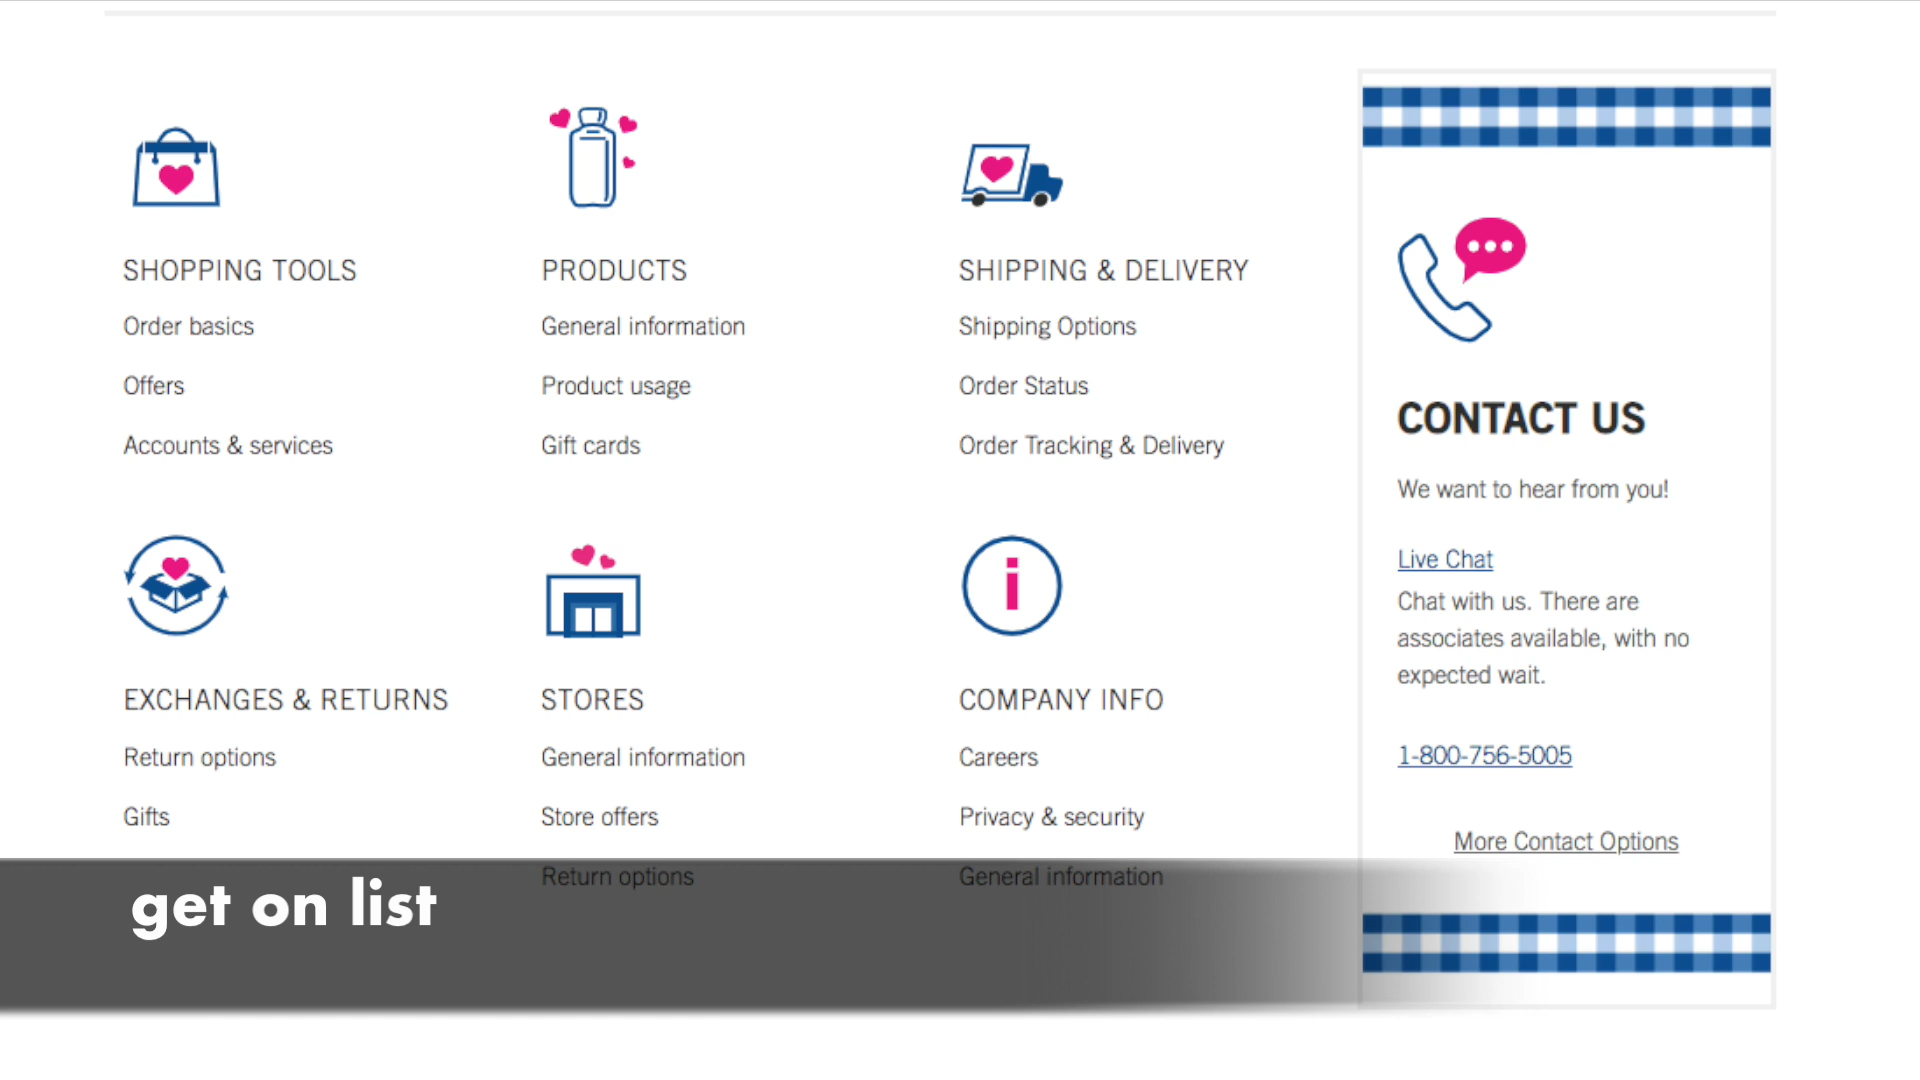 SHOPPING TOOLS
Order basics
Offers
Accounts & services
PRODUCTS
General information
Product usage
Gift cards
SHIPPING & DELIVERY
Shipping Options
Order Status
Order Tracking & Delivery
EXCHANGES & RETURNS
Return options
Gifts
STORES
General information
Store offers
Return options
COMPANY INFO
Careers
Privacy & security
General information
CONTACT US
We want to hear from you!
Live Chat
Chat with us. There are
associates available, with no
expected wait.
1-800-756-5005
More Contact Options
get on list